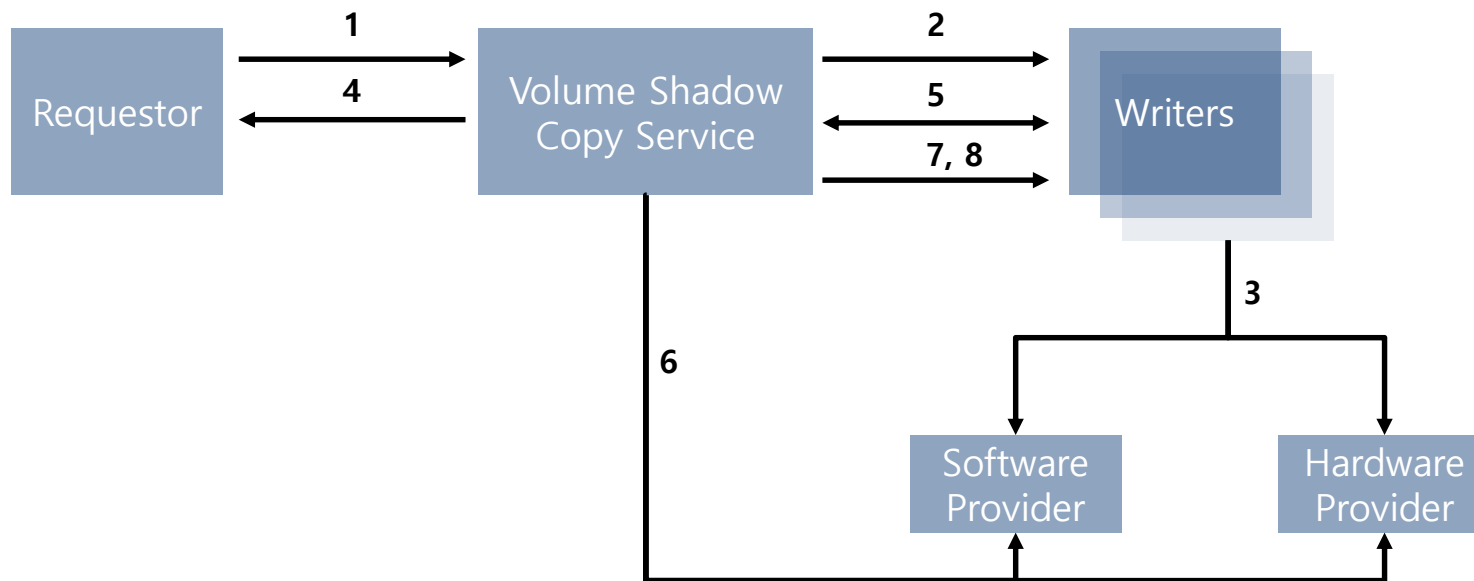 1
2
Requestor
4
Volume Shadow
Copy Service
5
7, 8
Writers
3
6
Software
Provider
Hardware
Provider